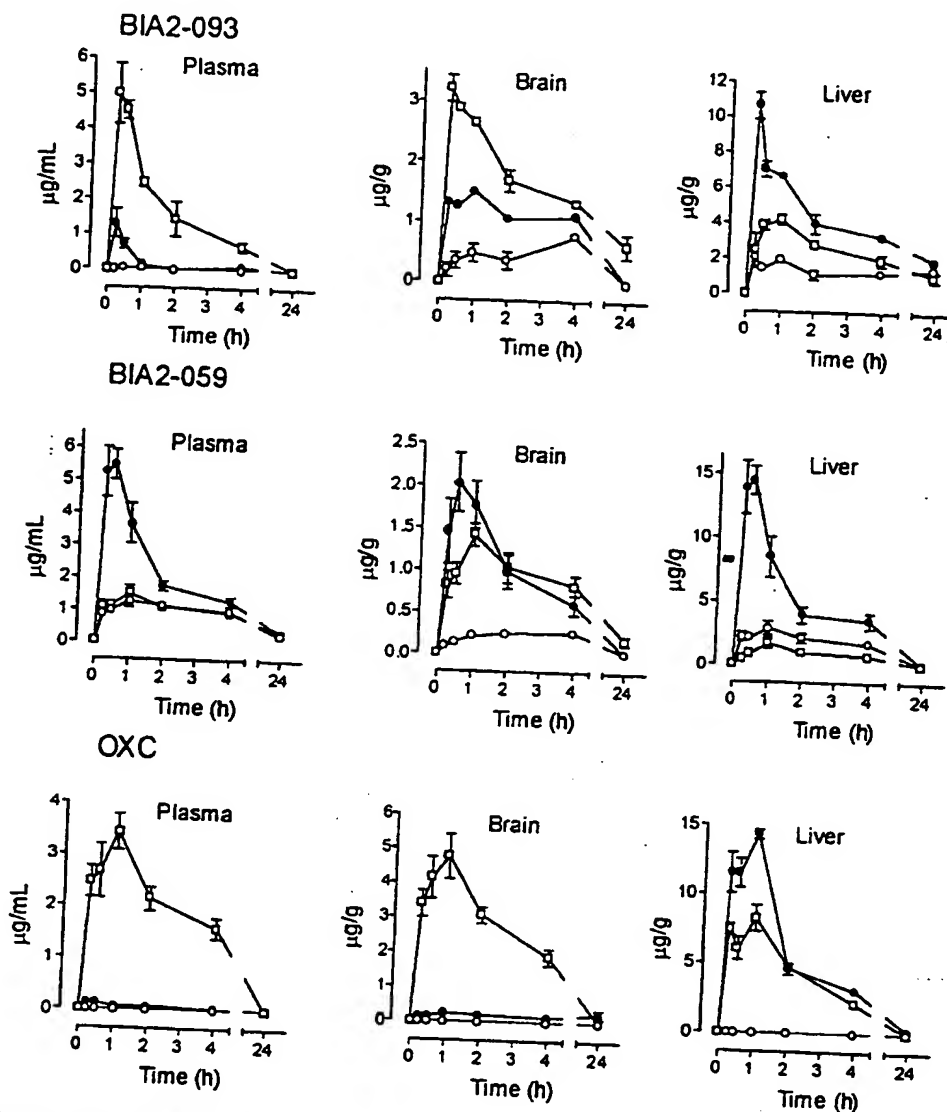 BIA2-093
Plasma
µg/mL
6
5
4
3
2
1
0
0 1 2 3 4 24
Time (h)
Brain
µg/g
3
2
1
0
0 1 2 3 4 24
Time (h)
Liver
µg/g
12
10
8
6
4
2
0
0 1 2 3 4 24
Time (h)
BIA2-059
Plasma
µg/mL
6
5
4
3
2
1
0
0 1 2 3 4 24
Time (h)
Brain
µg/g
2.5
2.0
1.5
1.0
0.5
0.0
0 1 2 3 4 24
Time (h)
Liver
µg/g
15
10
5
0
0 1 2 3 4 24
Time (h)
OXC
Plasma
µg/mL
4
3
2
1
0
0 1 2 3 4 24
Time (h)
Brain
µg/g
6
5
4
3
2
1
0
0 1 2 3 4 24
Time (h)
Liver
µg/g
15
10
5
0
0 1 2 3 4 24
Time (h)